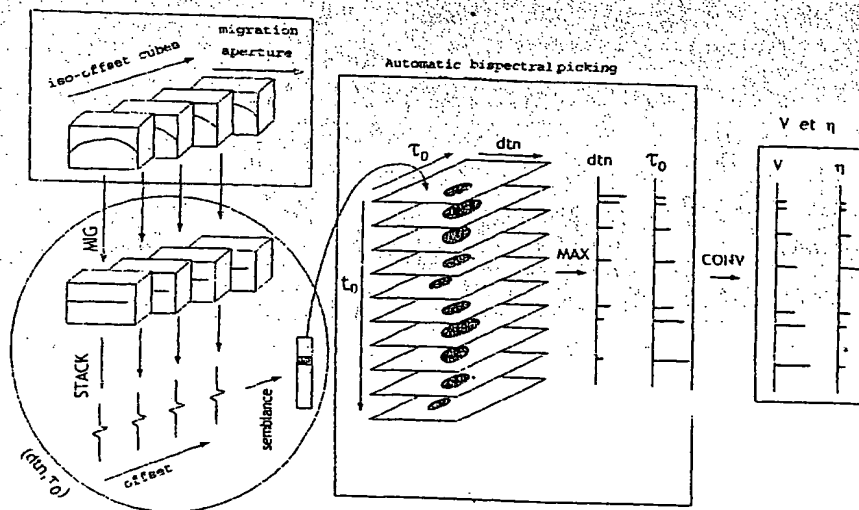 migration
aperture
iso-offset cubes
MIG
STACK
(dtn, τ₀)
offset
semblance
Automatic bispectral picking
τ₀
dtn
t₀
MAX
dtn
τ₀
CONV
V et η
V
η